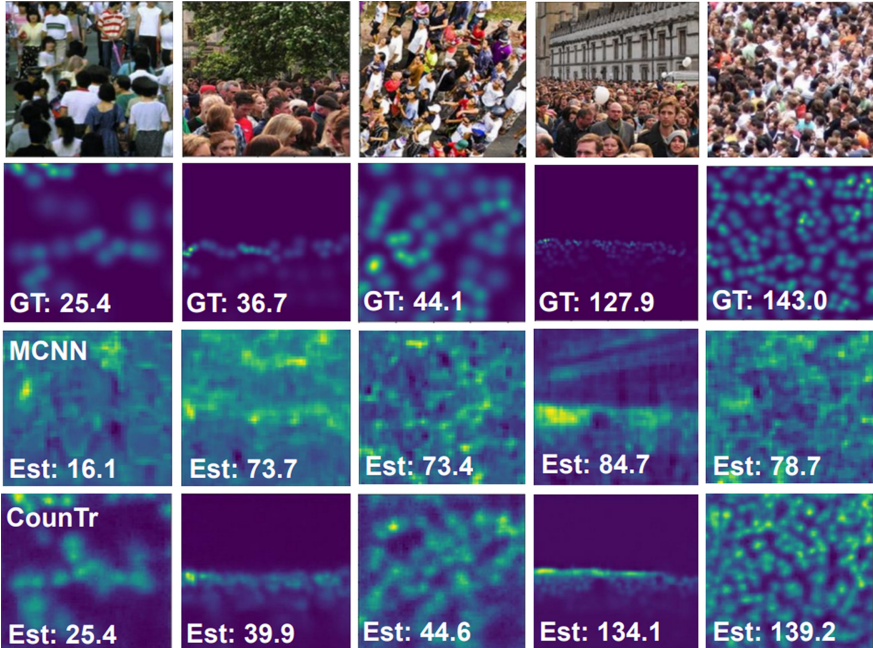 GT: 25.4
GT: 36.7
GT: 44.1
GT: 127.9
GT: 143.0
MCNN
Est: 16.1
Est: 73.7
Est: 73.4
Est: 84.7
Est: 78.7
CounTr
Est: 25.4
Est: 39.9
Est: 44.6
Est: 134.1
Est: 139.2